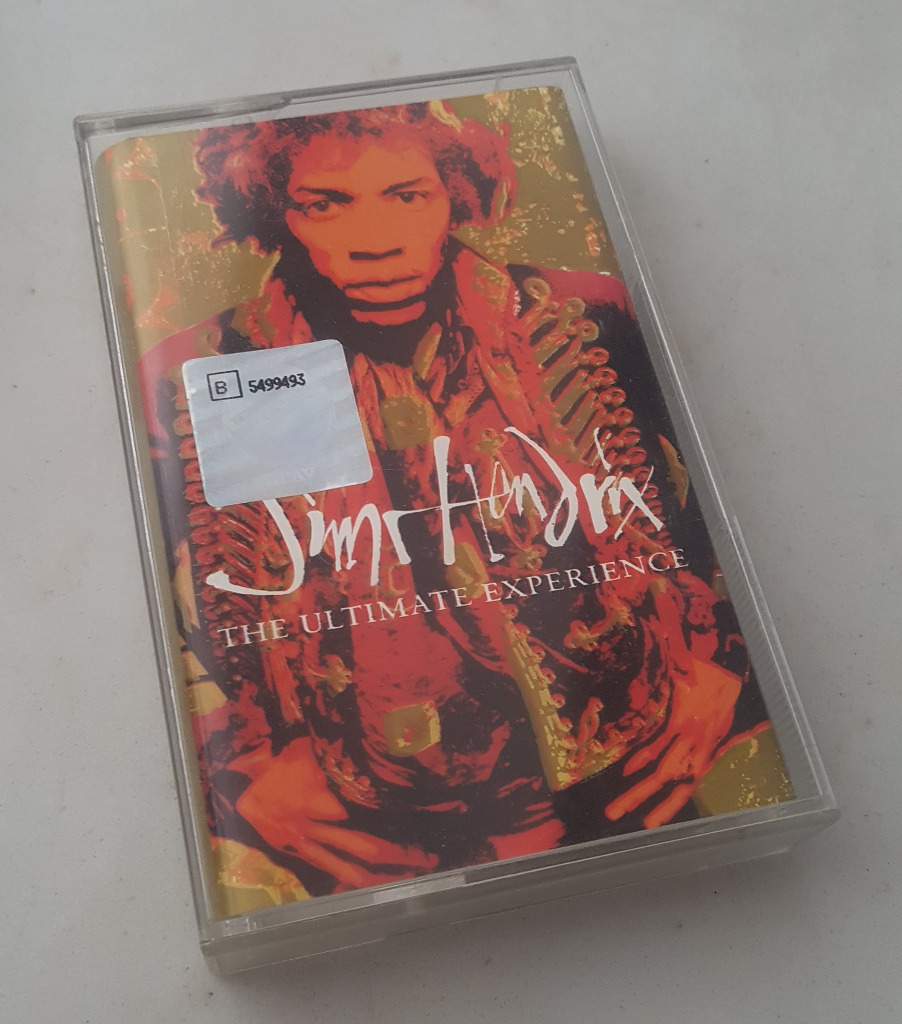 B 5499493
Jimi Hendrix
THE ULTIMATE EXPERIENCE